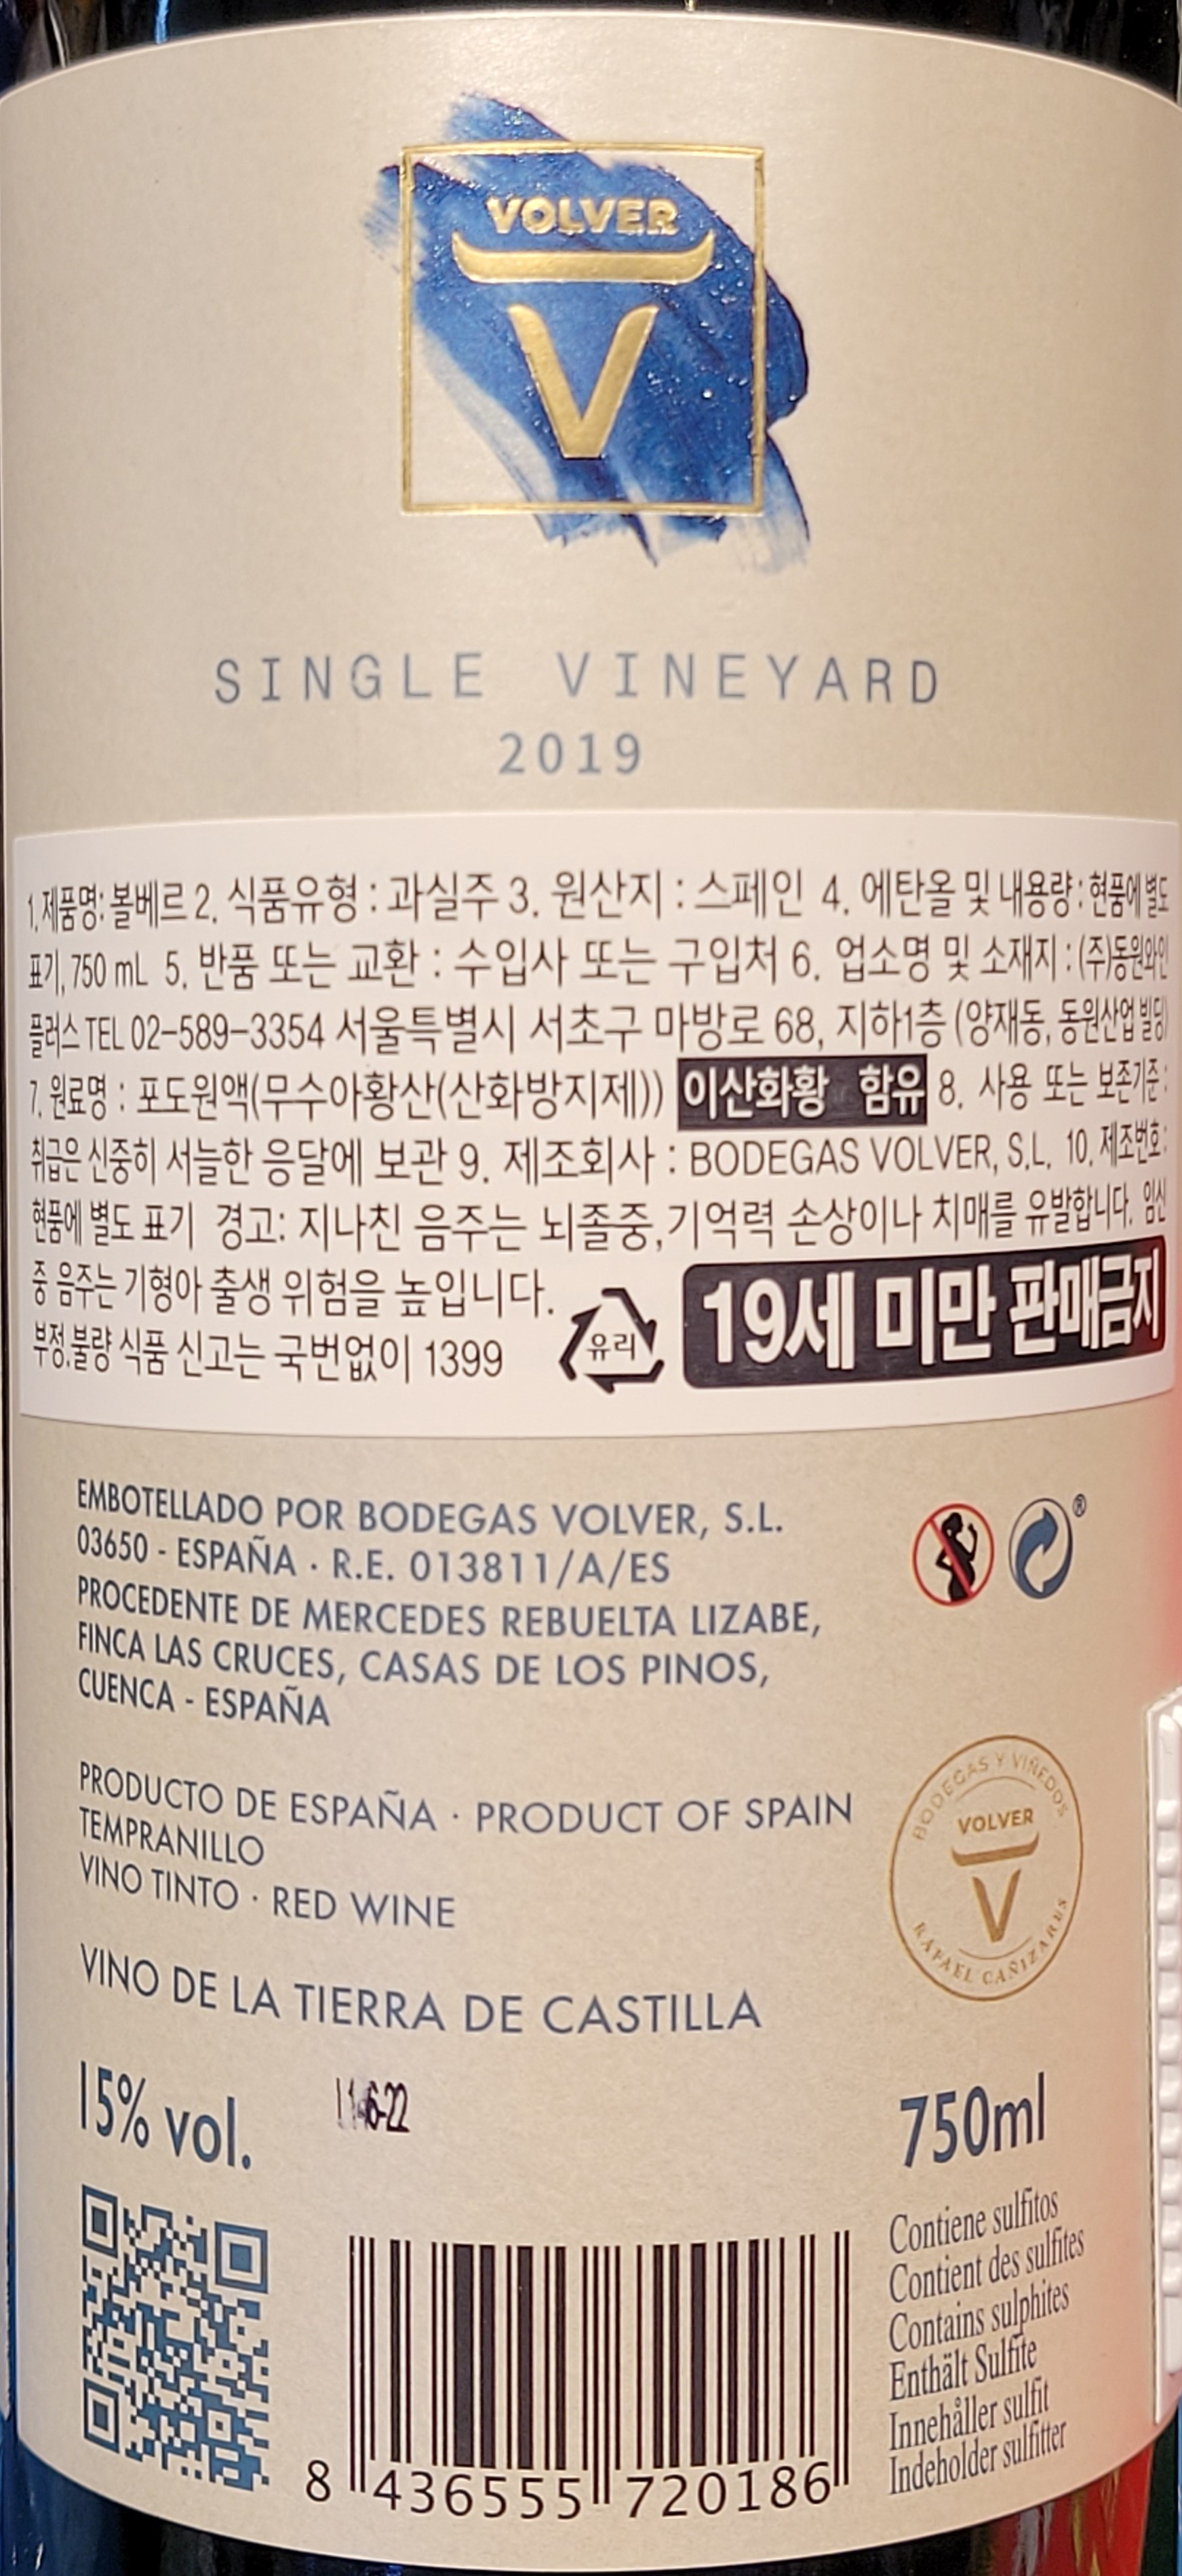 VOLVER
V
SINGLE VINEYARD
2019
1. 제품명: 볼베르 2. 식품유형 : 과실주 3. 원산지 : 스페인 4. 에탄올 및 내용량 : 현품에 별도
표기, 750 mL 5. 반품 또는 교환 : 수입사 또는 구입처 6. 업소명 및 소재지 : (주)동원와인
플러스 TEL 02-589-3354 서울특별시 서초구 마방로 68, 지하1층 (양재동, 동원산업 빌딩)
7. 원료명 : 포도원액(무수아황산(산화방지제)) 이산화황 함유 8. 사용 또는 보존기준 :
취급은 신중히 서늘한 응달에 보관 9. 제조회사 : BODEGAS VOLVER, S.L. 10. 제조번호 :
현품에 별도 표기 경고: 지나친 음주는 뇌졸중,기억력 손상이나 치매를 유발합니다. 임신
중 음주는 기형아 출생 위험을 높입니다.
부정.불량 식품 신고는 국번없이 1399
유리
19세 미만 판매금지
EMBOTELLADO POR BODEGAS VOLVER, S.L.
03650 - ESPAÑA · R.E. 013811/A/ES
PROCEDENTE DE MERCEDES REBUELTA LIZABE,
FINCA LAS CRUCES, CASAS DE LOS PINOS,
CUENCA - ESPAÑA
®
PRODUCTO DE ESPAÑA · PRODUCT OF SPAIN
TEMPRANILLO
VINO TINTO · RED WINE
BODEGAS Y VIÑEDOS
VOLVER
V
RAFAEL CAÑIZARES
VINO DE LA TIERRA DE CASTILLA
15% vol.
750ml
Contiene sulfitos
Contient des sulfites
Contains sulphites
Enthält Sulfite
Innehåller sulfit
Indeholder sulfitter
8 436555 720186